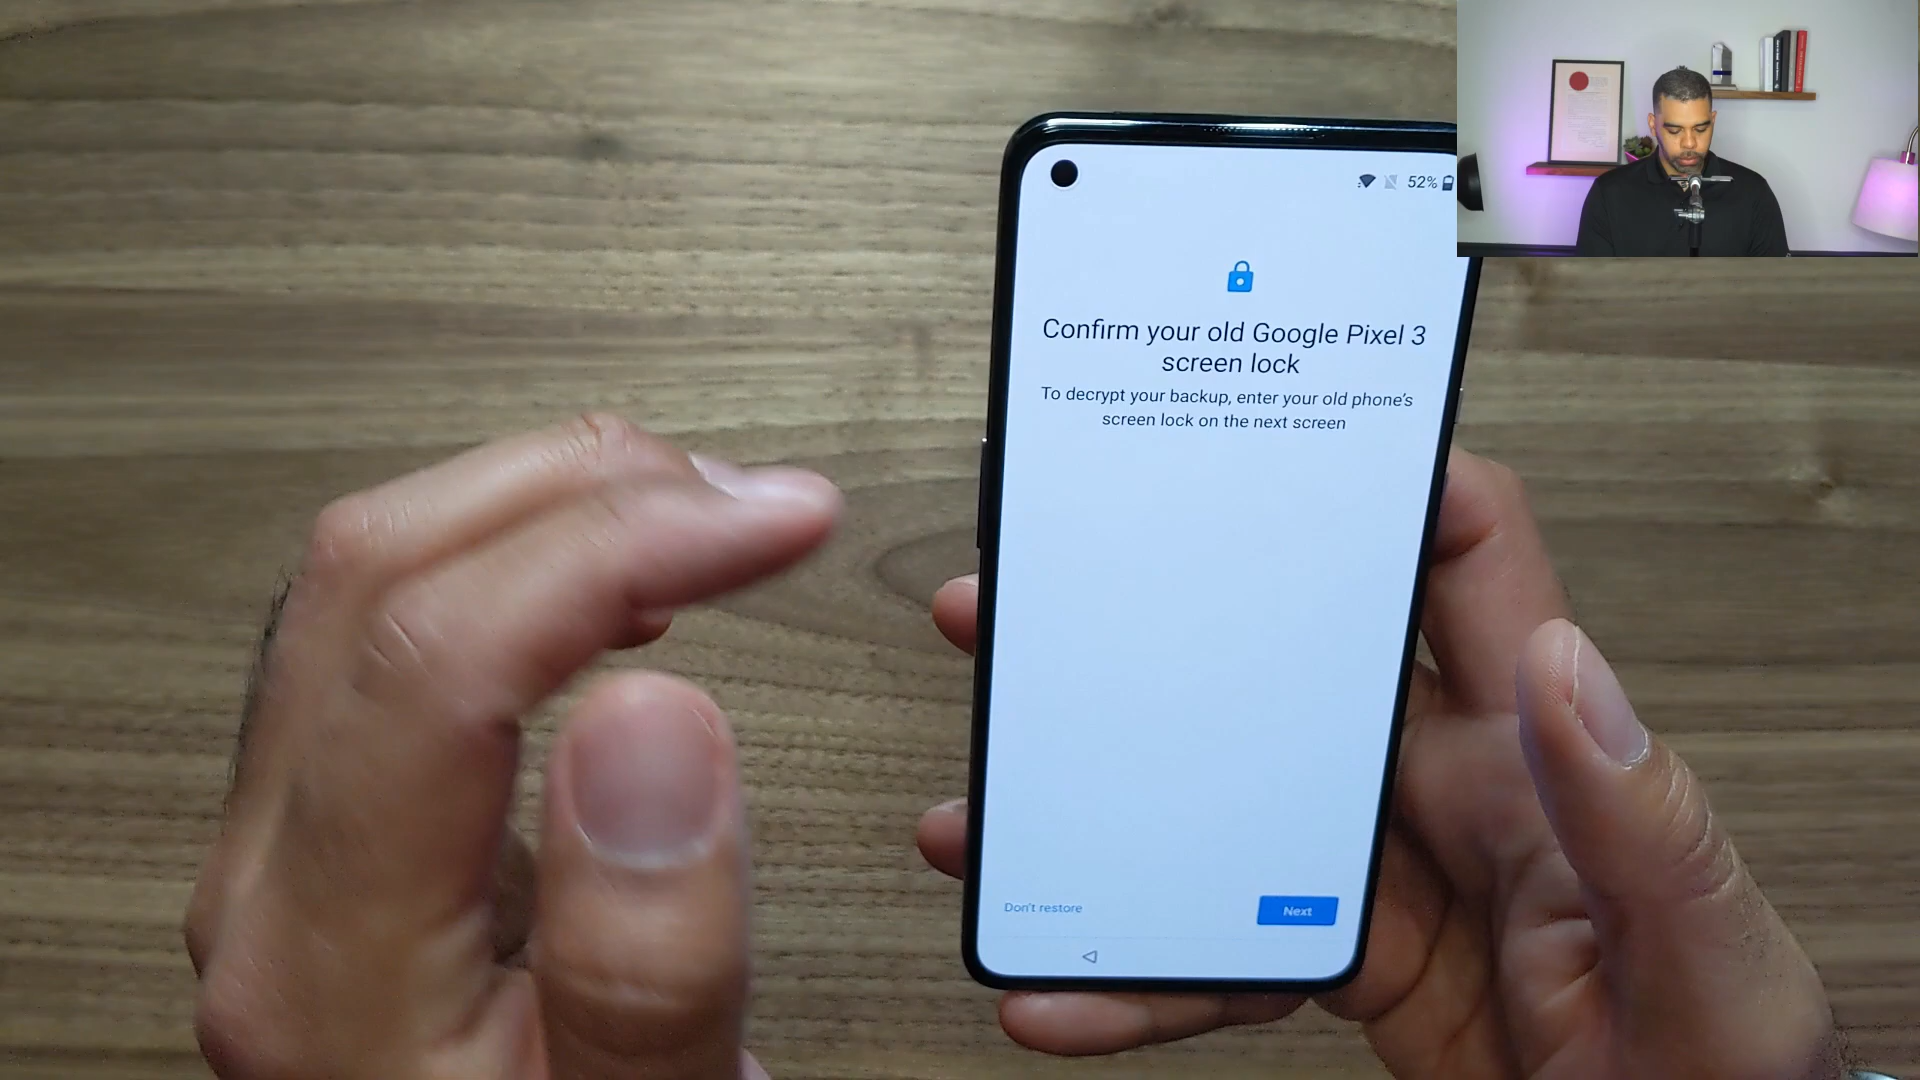 52%
Confirm your old Google Pixel 3
screen lock
To decrypt your backup, enter your old phone's
screen lock on the next screen
Don't restore
Next